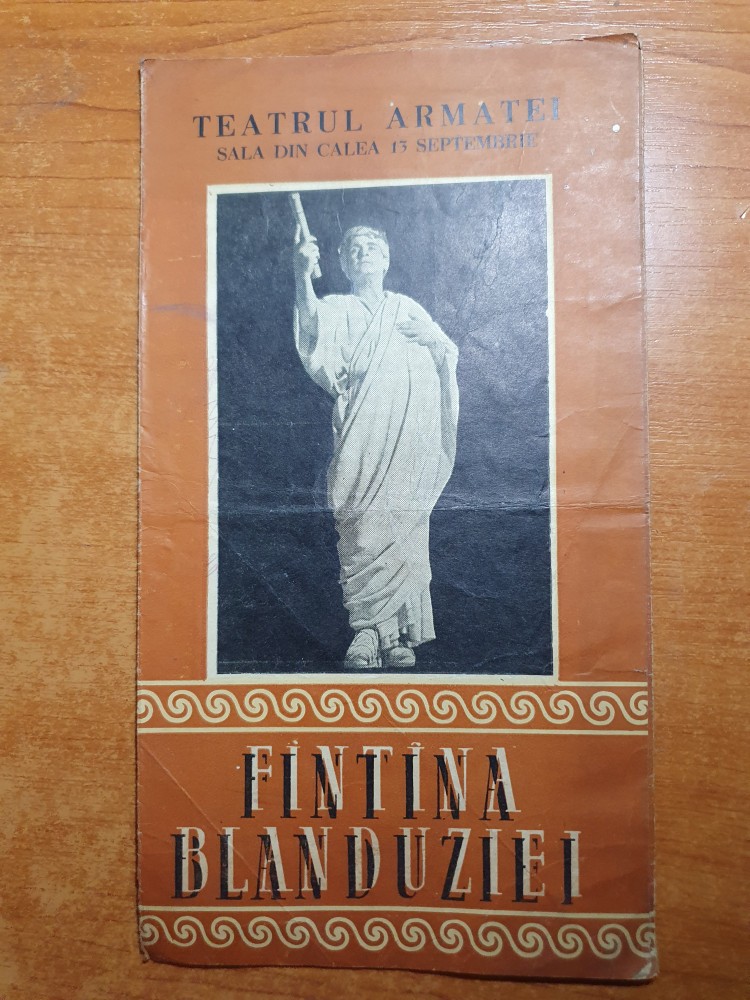 TEATRUL ARMATEI
SALA DIN CALEA 13 SEPTEMBRIE
FÎNTÎNA
BLANDUZIEI